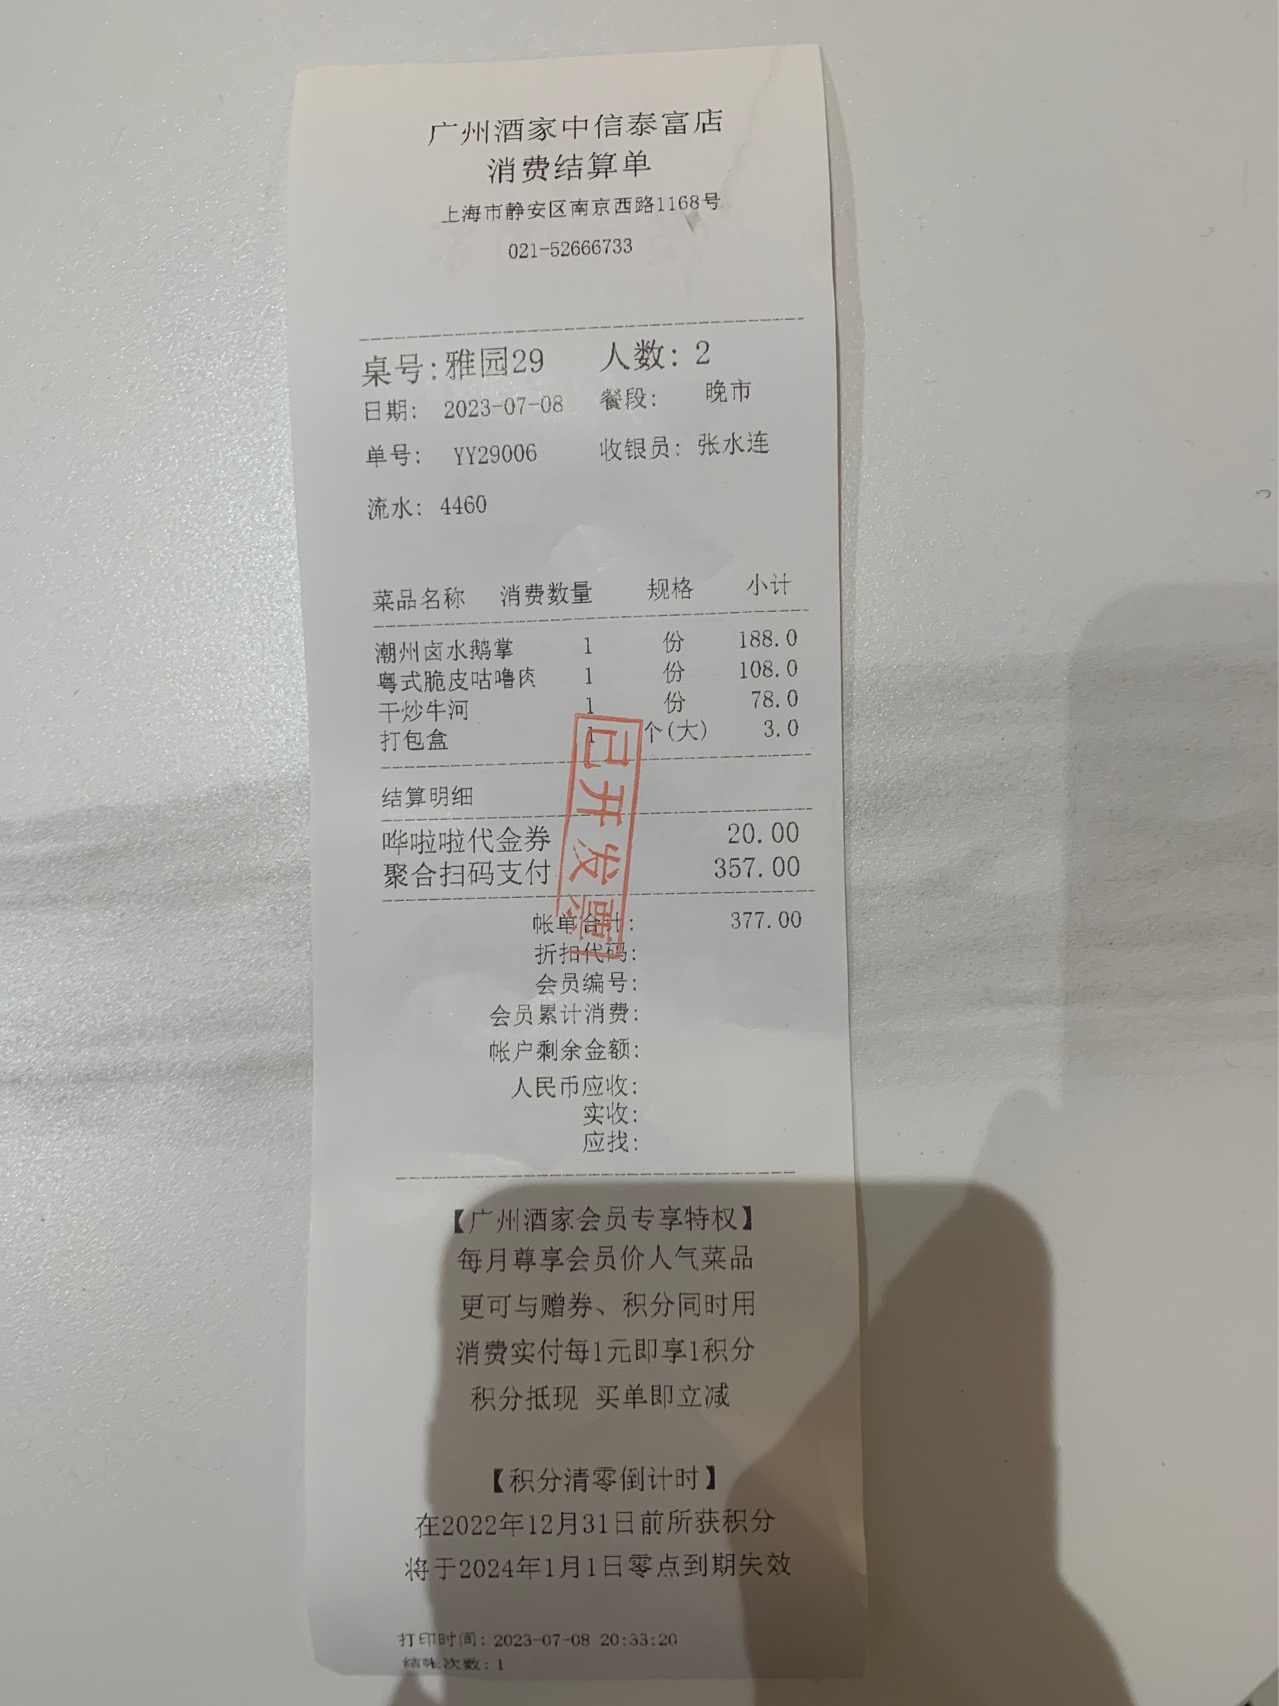 广州酒家中信泰富店
消费结算单
上海市静安区南京西路1168号
021-52666733
桌号:雅园29 人数: 2
日期: 2023-07-08 餐段: 晚市
单号: YY29006 收银员: 张水连
流水: 4460
菜品名称 消费数量 规格 小计
潮州卤水鹅掌 1 份 188.0
粤式脆皮咕噜肉 1 份 108.0
干炒牛河 1 份 78.0
打包盒 1 个(大) 3.0
已开发票
结算明细
哗啦啦代金券 20.00
聚合扫码支付 357.00
帐单合计: 377.00
折扣代码:
会员编号:
会员累计消费:
帐户剩余金额:
人民币应收:
实收:
应找:
【广州酒家会员专享特权】
每月尊享会员价人气菜品
更可与赠券、积分同时用
消费实付每1元即享1积分
积分抵现 买单即立减
【积分清零倒计时】
在2022年12月31日前所获积分
将于2024年1月1日零点到期失效
打印时间: 2023-07-08 20:33:20
结帐次数: 1